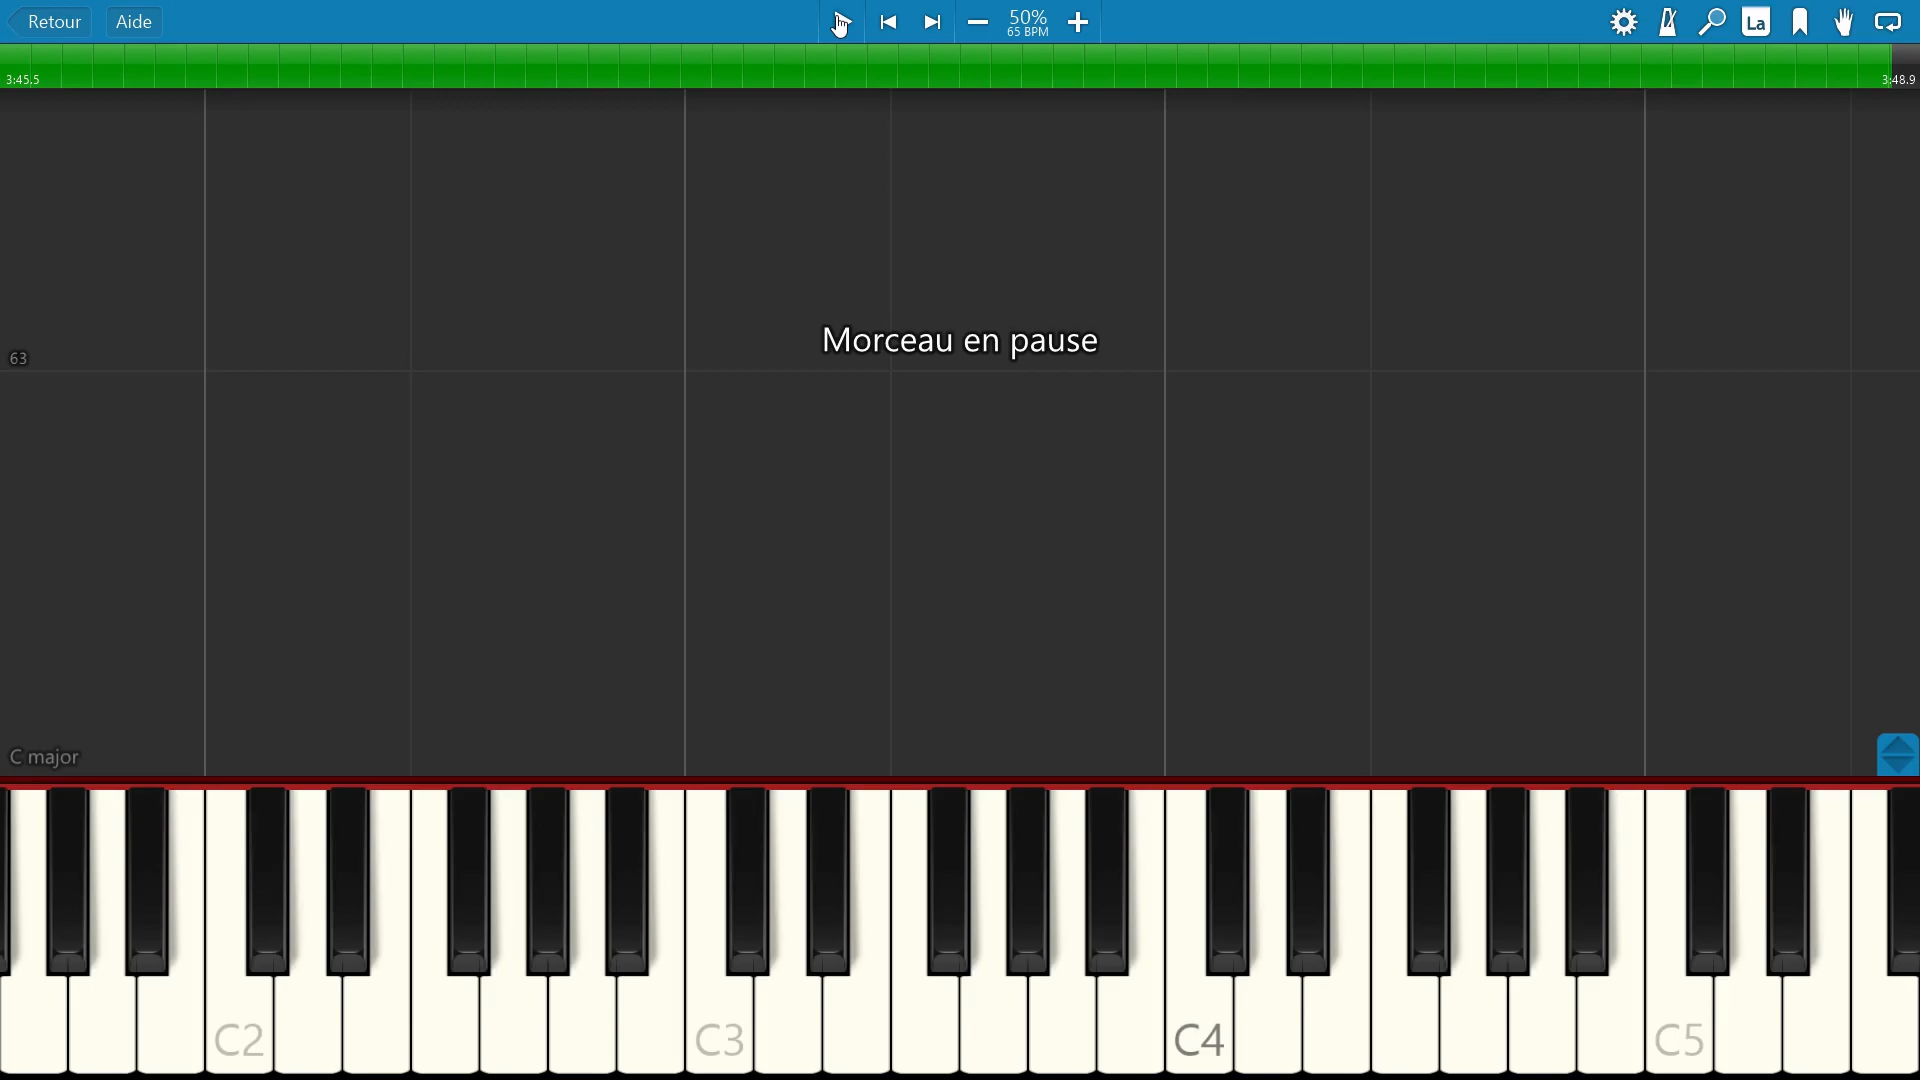 Retour
Aide
50%
65 BPM
La
3:45.5
3:48.9
Morceau en pause
63
C major
C2
C3
C4
C5